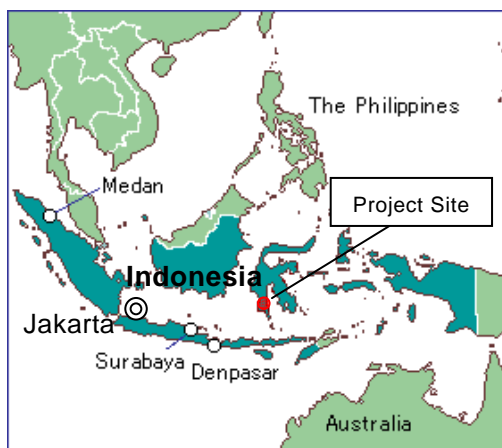 The Philippines
Medan
Project Site
Indonesia
Jakarta
Surabaya
Denpasar
Australia